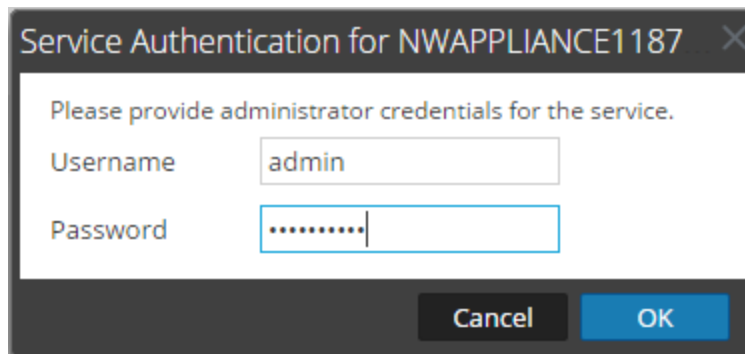 Service Authentication for NWAPPLIANCE1187...
Please provide administrator credentials for the service.
Username admin
Password ••••••••••
Cancel OK